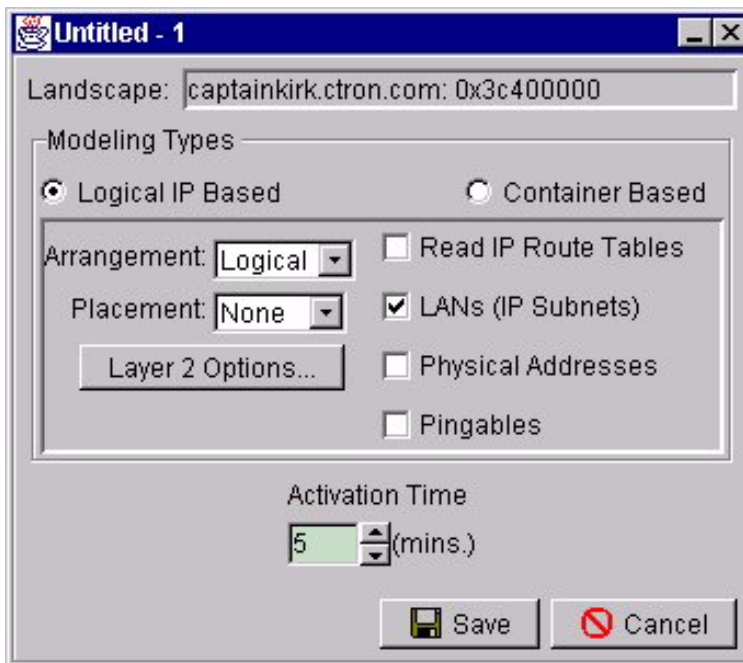 Untitled - 1
Landscape: captainkirk.ctron.com: 0x3c400000
Modeling Types
Logical IP Based
Container Based
Arrangement: Logical
Read IP Route Tables
Placement: None
LANs (IP Subnets)
Layer 2 Options...
Physical Addresses
Pingables
Activation Time
5 (mins.)
Save
Cancel